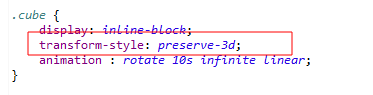 .cube {
display: inline-block;
transform-style: preserve-3d;
animation : rotate 10s infinite linear;
}